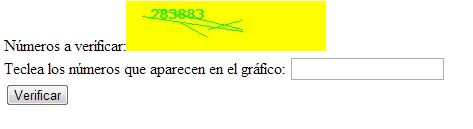 Números a verificar: 283883
Teclea los números que aparecen en el gráfico:
Verificar